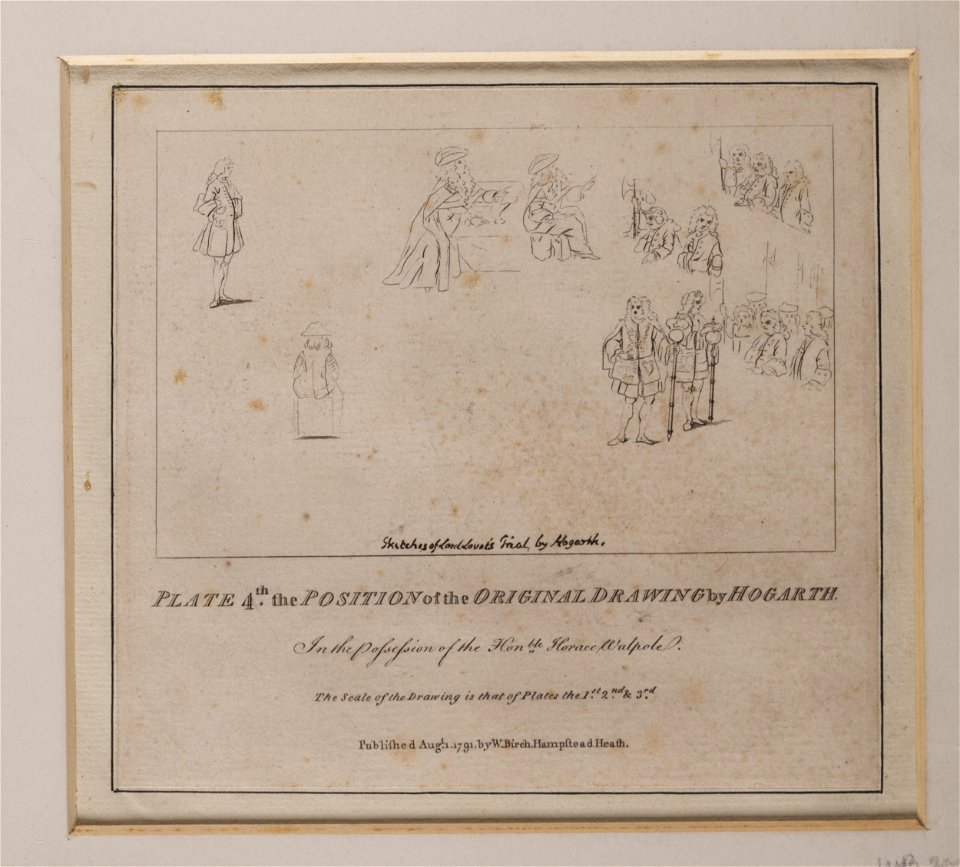 Sketches of Lord Lovat's Trial, by Hogarth.
PLATE 4th. the POSITION of the ORIGINAL DRAWING by HOGARTH.
In the Possession of the Honble. Horace Walpole.
The Scale of the Drawing is that of Plates the 1st. 2nd. & 3rd.
Publish'd Augt. 1. 1791, by W. Birch, Hampstead Heath.